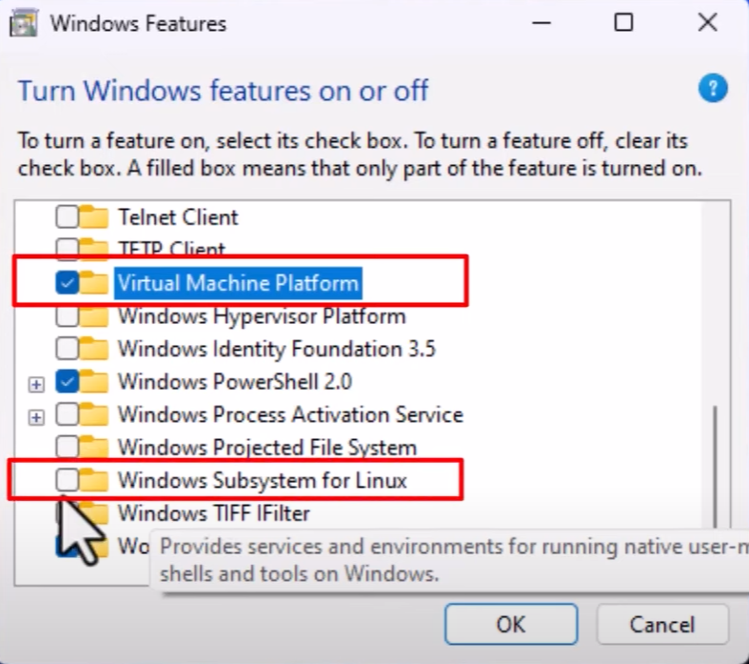 Windows Features
Turn Windows features on or off
To turn a feature on, select its check box. To turn a feature off, clear its
check box. A filled box means that only part of the feature is turned on.
Telnet Client
TFTP Client
Virtual Machine Platform
Windows Hypervisor Platform
Windows Identity Foundation 3.5
Windows PowerShell 2.0
Windows Process Activation Service
Windows Projected File System
Windows Subsystem for Linux
Windows TIFF IFilter
Wo
Provides services and environments for running native user-m
shells and tools on Windows.
OK
Cancel